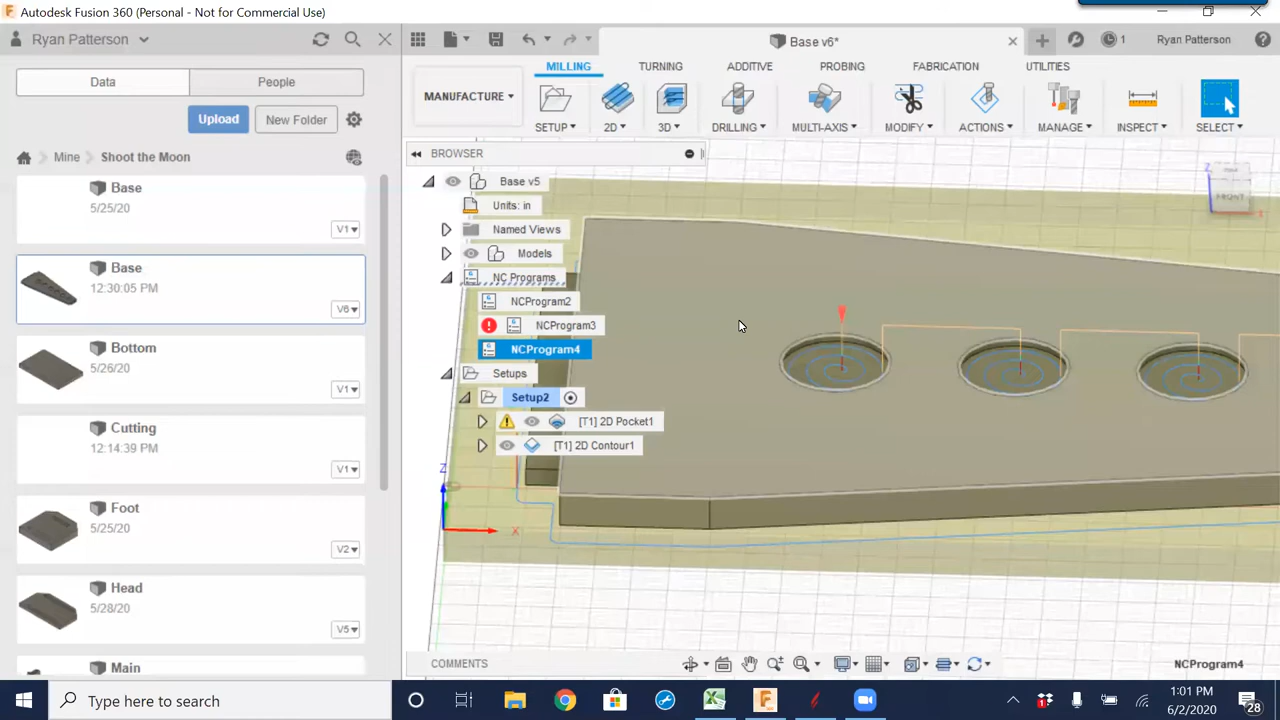 Autodesk Fusion 360 (Personal - Not for Commercial Use)
Ryan Patterson
Base v6*
1
Ryan Patterson
Data
People
MILLING
TURNING
ADDITIVE
PROBING
FABRICATION
UTILITIES
MANUFACTURE
Upload
New Folder
SETUP
2D
3D
DRILLING
MULTI-AXIS
MODIFY
ACTIONS
MANAGE
INSPECT
SELECT
Mine
Shoot the Moon
BROWSER
Base
5/25/20
V1
Base
12:30:05 PM
V6
Bottom
5/26/20
V1
Cutting
12:14:39 PM
V1
Foot
5/25/20
V2
Head
5/28/20
V5
Main
Base v5
Units: in
Named Views
Models
NC Programs
NCProgram2
NCProgram3
NCProgram4
Setups
Setup2
[T1] 2D Pocket1
[T1] 2D Contour1
Z
FRONT
Z
X
COMMENTS
NCProgram4
Type here to search
1:01 PM
6/2/2020
28